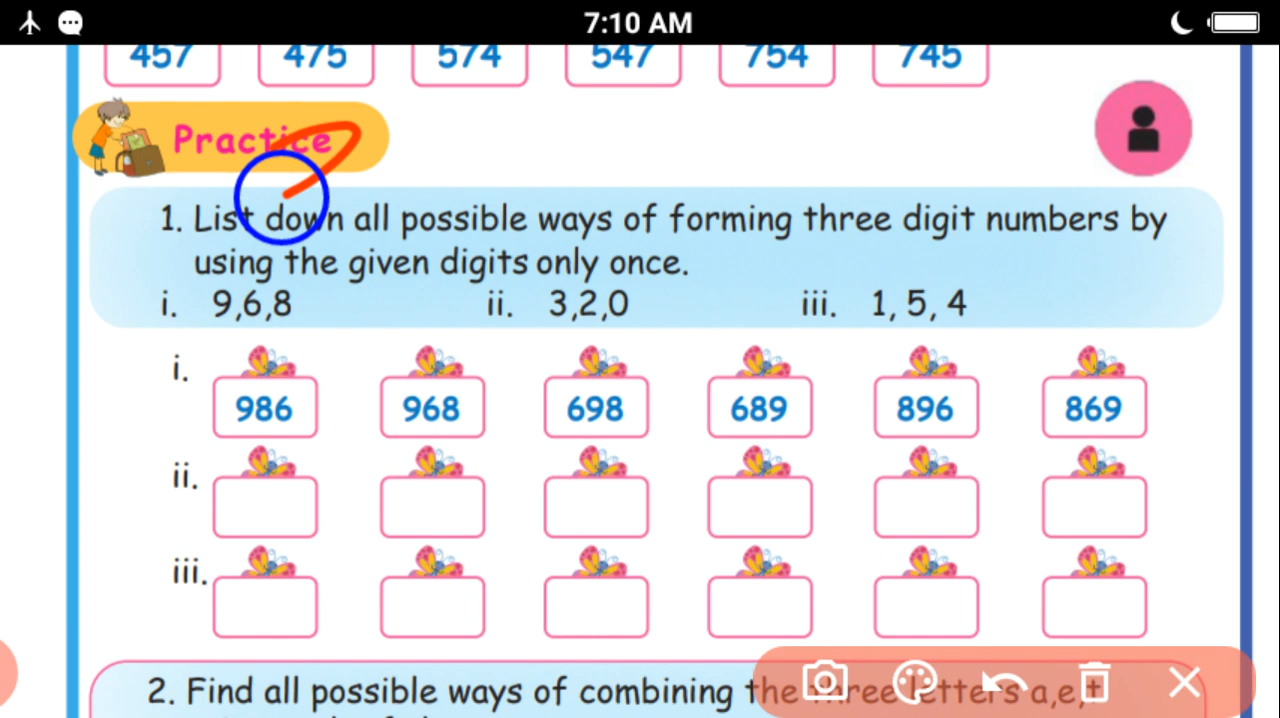 7:10 AM
457 475 574 547 754 745
Practice
1. List down all possible ways of forming three digit numbers by
using the given digits only once.
i. 9,6,8 ii. 3,2,0 iii. 1, 5, 4
i.
986 968 698 689 896 869
ii.
iii.
2. Find all possible ways of combining the three letters a,e,t